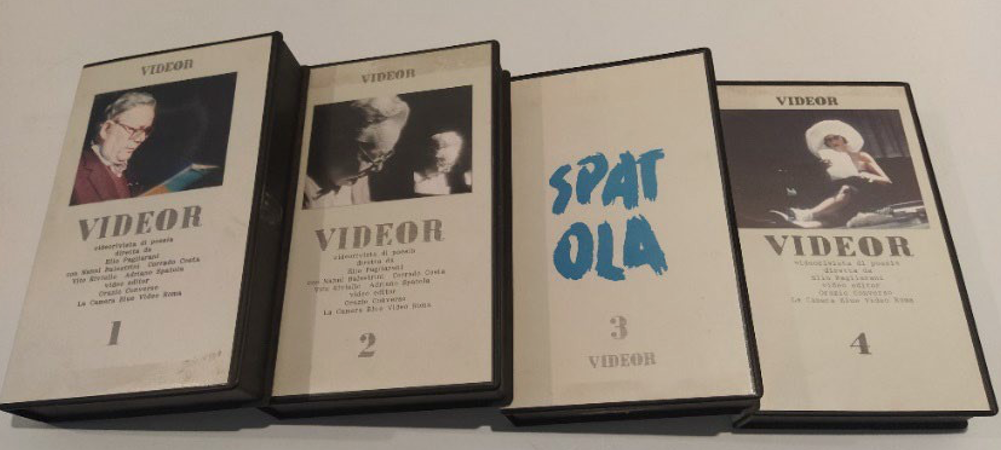 VIDEOR
VIDEOR
videorivista di poesia
diretta da
Elio Pagliarani
con Nanni Balestrini Corrado Costa
Vito Riviello Adriano Spatola
video editor
Orazio Converso
La Camera Blue Video Roma
1
VIDEOR
VIDEOR
videorivista di poesia
diretta da
Elio Pagliarani
con Nanni Balestrini Corrado Costa
Vito Riviello Adriano Spatola
video editor
Orazio Converso
La Camera Blue Video Roma
2
SPAT
OLA
3
VIDEOR
VIDEOR
VIDEOR
videorivista di poesia
diretta da
Elio Pagliarani
video editor
Orazio Converso
La Camera Blue Video Roma
4